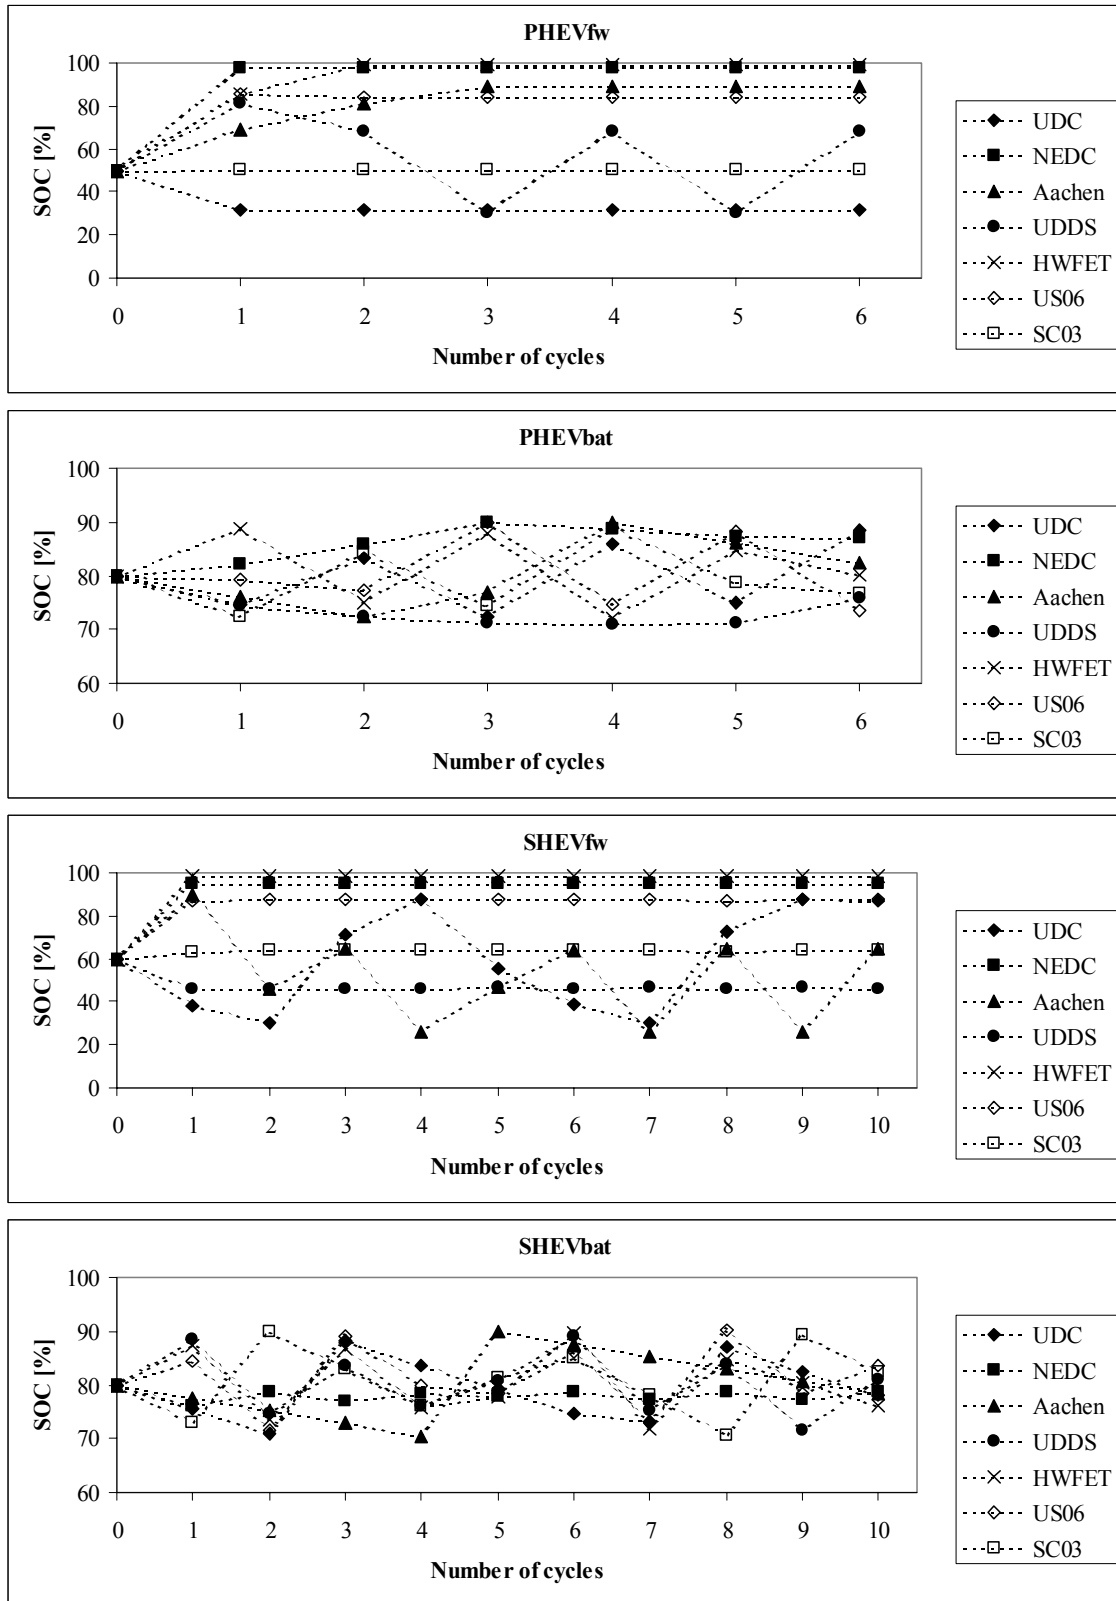 PHEVfw
SOC [%]
100
80
60
40
20
0
0 1 2 3 4 5 6
Number of cycles
UDC
NEDC
Aachen
UDDS
HWFET
US06
SC03
PHEVbat
SOC [%]
100
90
80
70
60
0 1 2 3 4 5 6
Number of cycles
UDC
NEDC
Aachen
UDDS
HWFET
US06
SC03
SHEVfw
SOC [%]
100
80
60
40
20
0
0 1 2 3 4 5 6 7 8 9 10
Number of cycles
UDC
NEDC
Aachen
UDDS
HWFET
US06
SC03
SHEVbat
SOC [%]
100
90
80
70
60
0 1 2 3 4 5 6 7 8 9 10
Number of cycles
UDC
NEDC
Aachen
UDDS
HWFET
US06
SC03